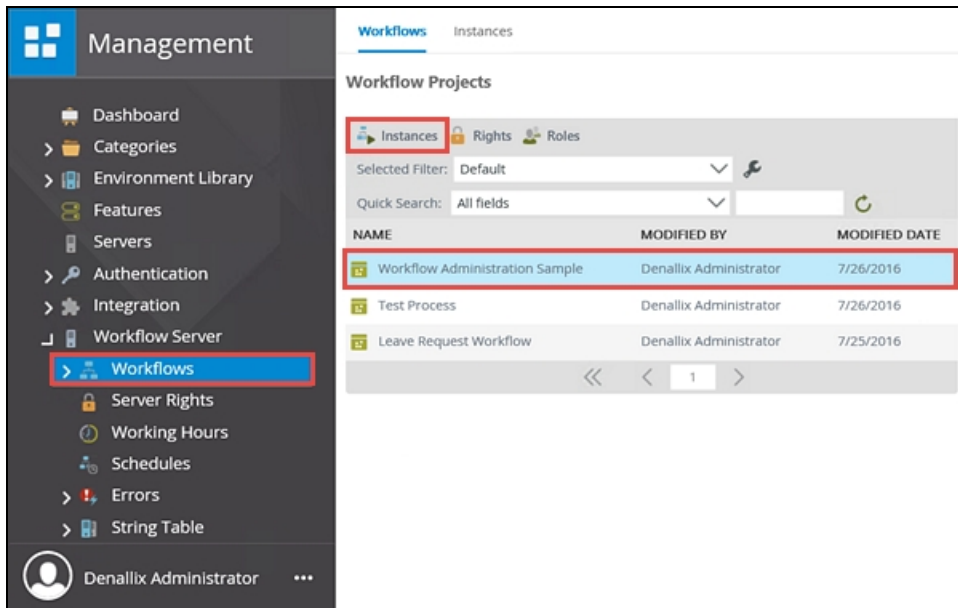 Management
Dashboard
Categories
Environment Library
Features
Servers
Authentication
Integration
Workflow Server
Workflows
Server Rights
Working Hours
Schedules
Errors
String Table
Denallix Administrator
Workflows Instances
Workflow Projects
Instances Rights Roles
Selected Filter: Default
Quick Search: All fields
NAME MODIFIED BY MODIFIED DATE
Workflow Administration Sample Denallix Administrator 7/26/2016
Test Process Denallix Administrator 7/26/2016
Leave Request Workflow Denallix Administrator 7/25/2016
1